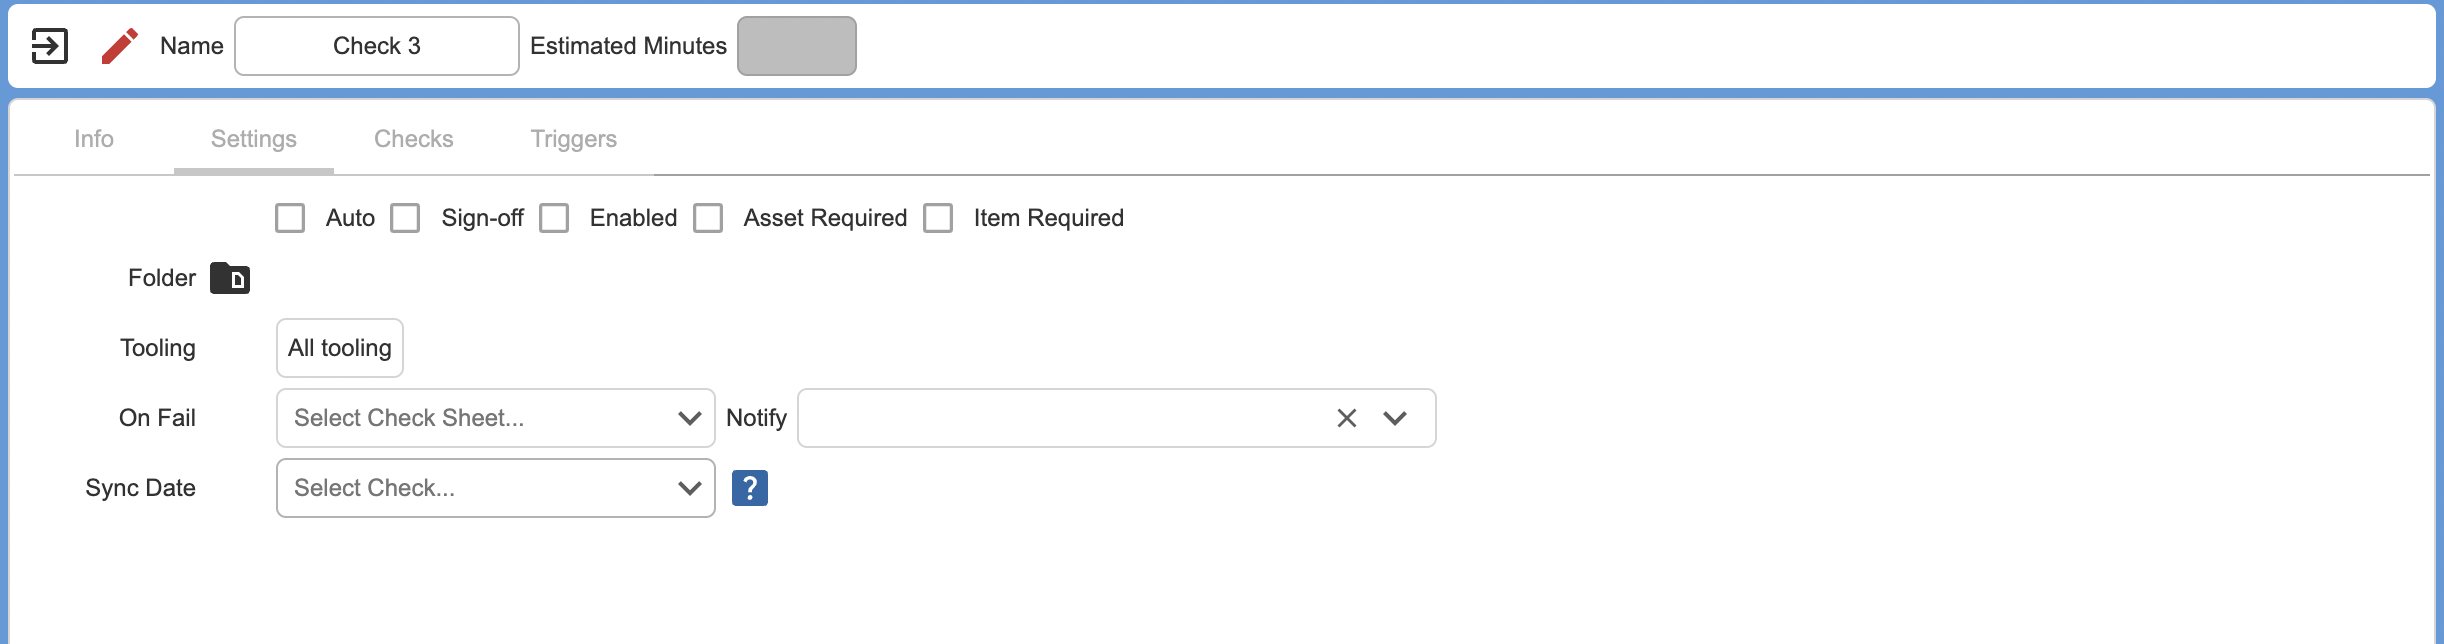 Name Check 3 Estimated Minutes
Info Settings Checks Triggers
Auto Sign-off Enabled Asset Required Item Required
Folder
Tooling All tooling
On Fail Select Check Sheet... Notify
Sync Date Select Check... ?